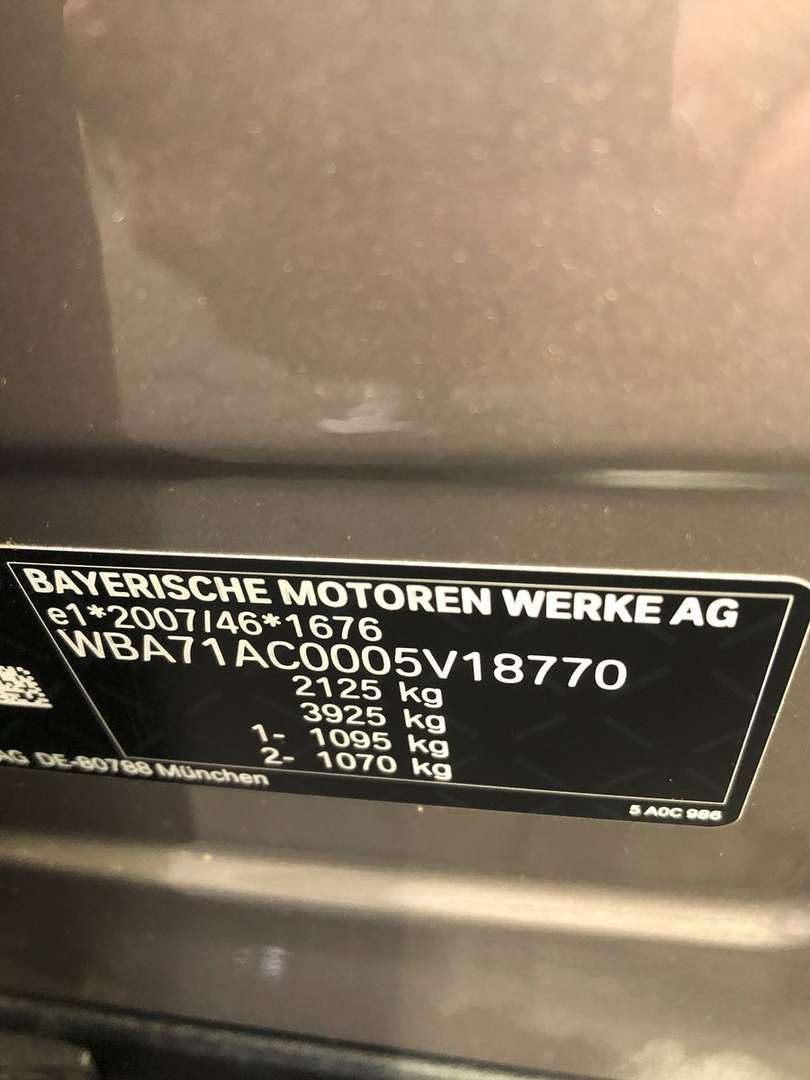 BAYERISCHE MOTOREN WERKE AG
e1*2007/46*1676
WBA71AC0005V18770
2125 kg
3925 kg
1- 1095 kg
2- 1070 kg
AG DE-80788 München
5 A0C 986